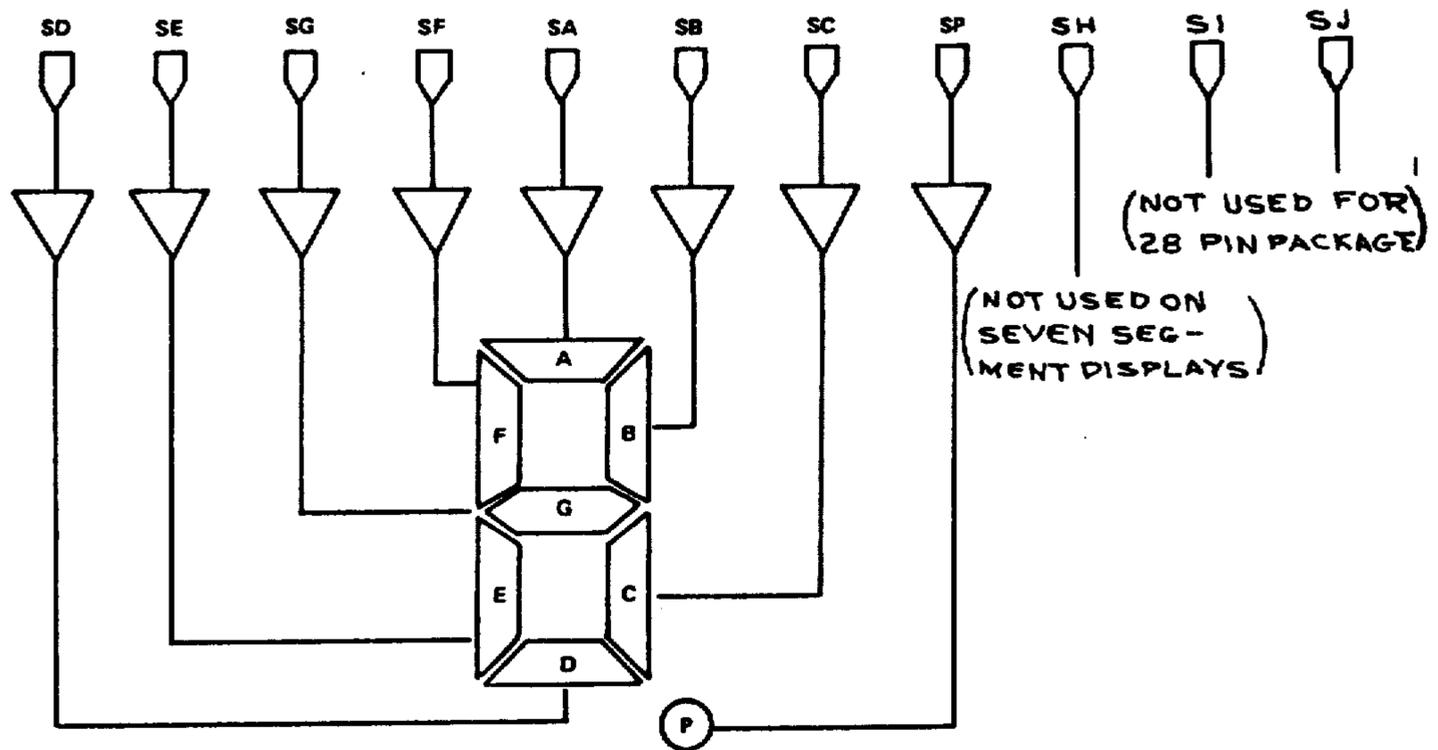 SD SE SG SF SA SB SC SP SH SI SJ
(NOT USED FOR)
(28 PIN PACKAGE)
(NOT USED ON
SEVEN SEG-
MENT DISPLAYS)
A
F B
G
E C
D
P